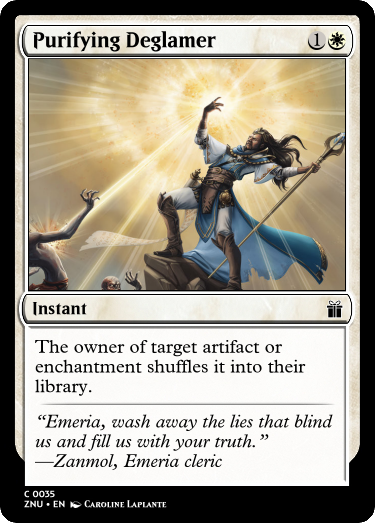 Purifying Deglamer 1
Instant
The owner of target artifact or
enchantment shuffles it into their
library.
“Emeria, wash away the lies that blind
us and fill us with your truth.”
—Zanmol, Emeria cleric
C 0035
ZNU • EN Caroline Laplante